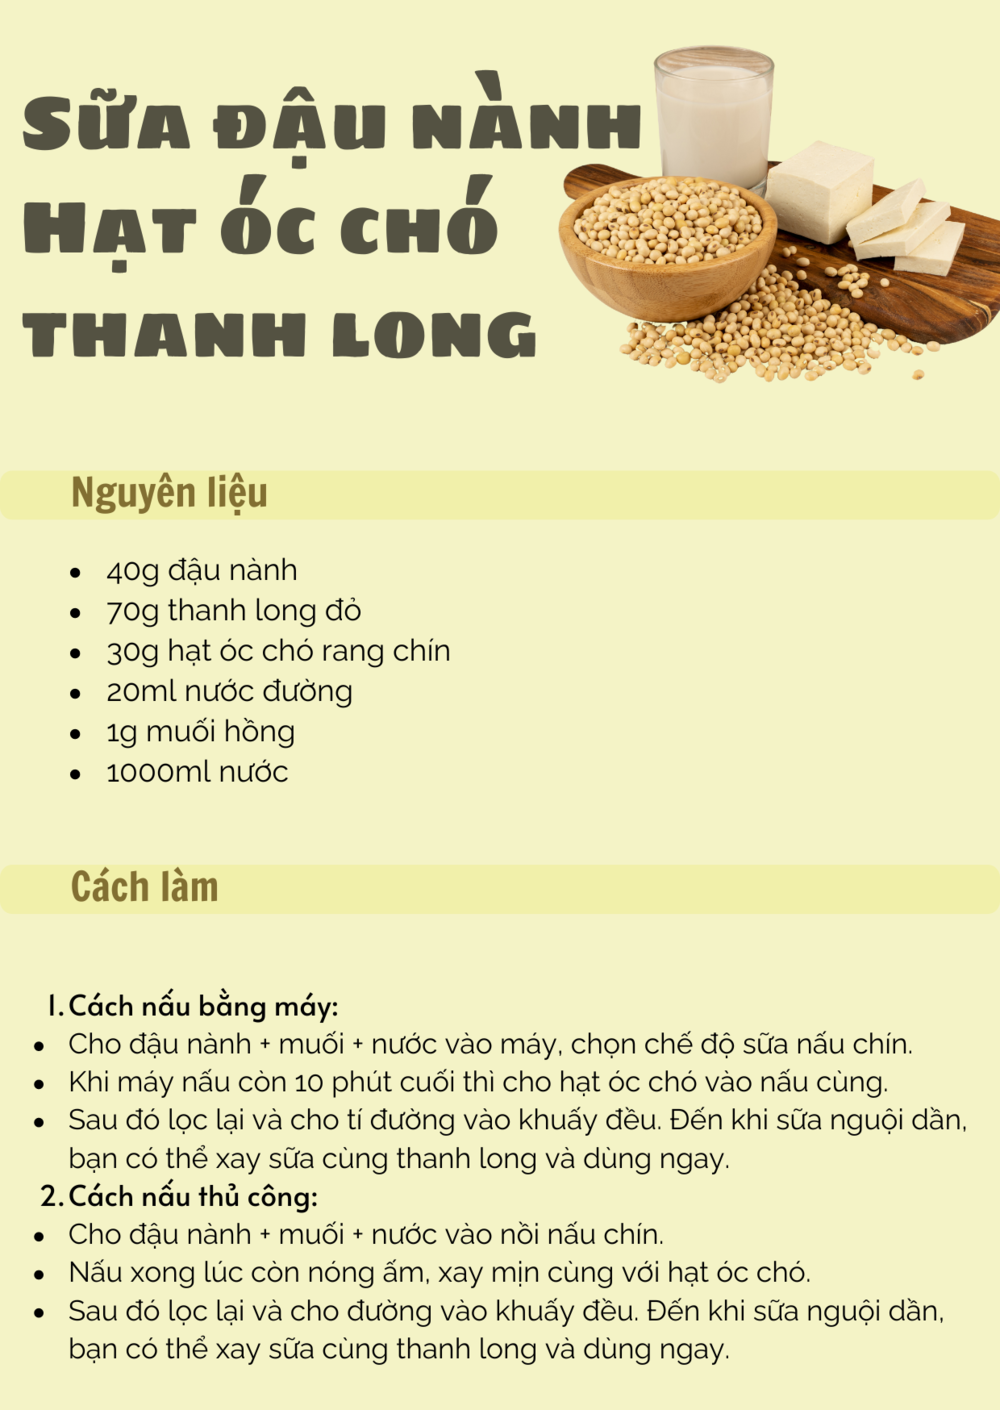 Sữa đậu nành
Hạt óc chó
thanh long
Nguyên liệu
• 40g đậu nành
• 70g thanh long đỏ
• 30g hạt óc chó rang chín
• 20ml nước đường
• 1g muối hồng
• 1000ml nước
Cách làm
1. Cách nấu bằng máy:
• Cho đậu nành + muối + nước vào máy, chọn chế độ sữa nấu chín.
• Khi máy nấu còn 10 phút cuối thì cho hạt óc chó vào nấu cùng.
• Sau đó lọc lại và cho tí đường vào khuấy đều. Đến khi sữa nguội dần,
bạn có thể xay sữa cùng thanh long và dùng ngay.
2. Cách nấu thủ công:
• Cho đậu nành + muối + nước vào nồi nấu chín.
• Nấu xong lúc còn nóng ấm, xay mịn cùng với hạt óc chó.
• Sau đó lọc lại và cho đường vào khuấy đều. Đến khi sữa nguội dần,
bạn có thể xay sữa cùng thanh long và dùng ngay.